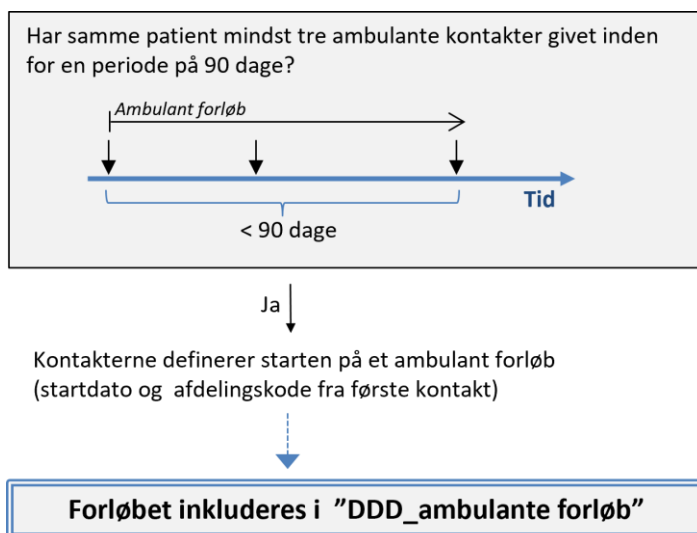 Har samme patient mindst tre ambulante kontakter givet inden
for en periode på 90 dage?
Ambulant forløb
Tid
< 90 dage
Ja
Kontakterne definerer starten på et ambulant forløb
(startdato og afdelingskode fra første kontakt)
Forløbet inkluderes i ”DDD_ambulante forløb”